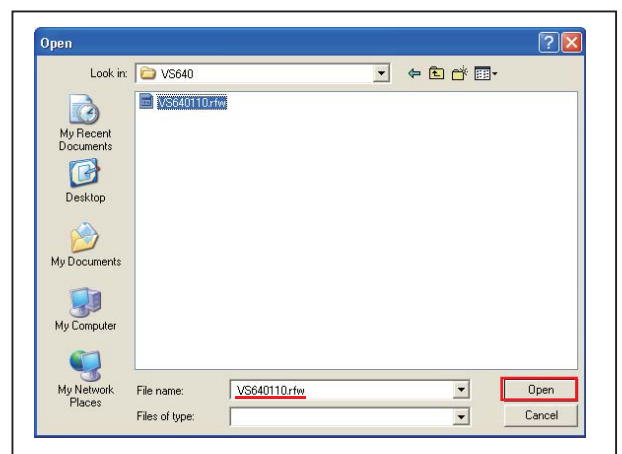 Open
Look in: VS640
VS640110.rfw
My Recent
Documents
Desktop
My Documents
My Computer
My Network
Places
File name: VS640110.rfw Open
Files of type: Cancel